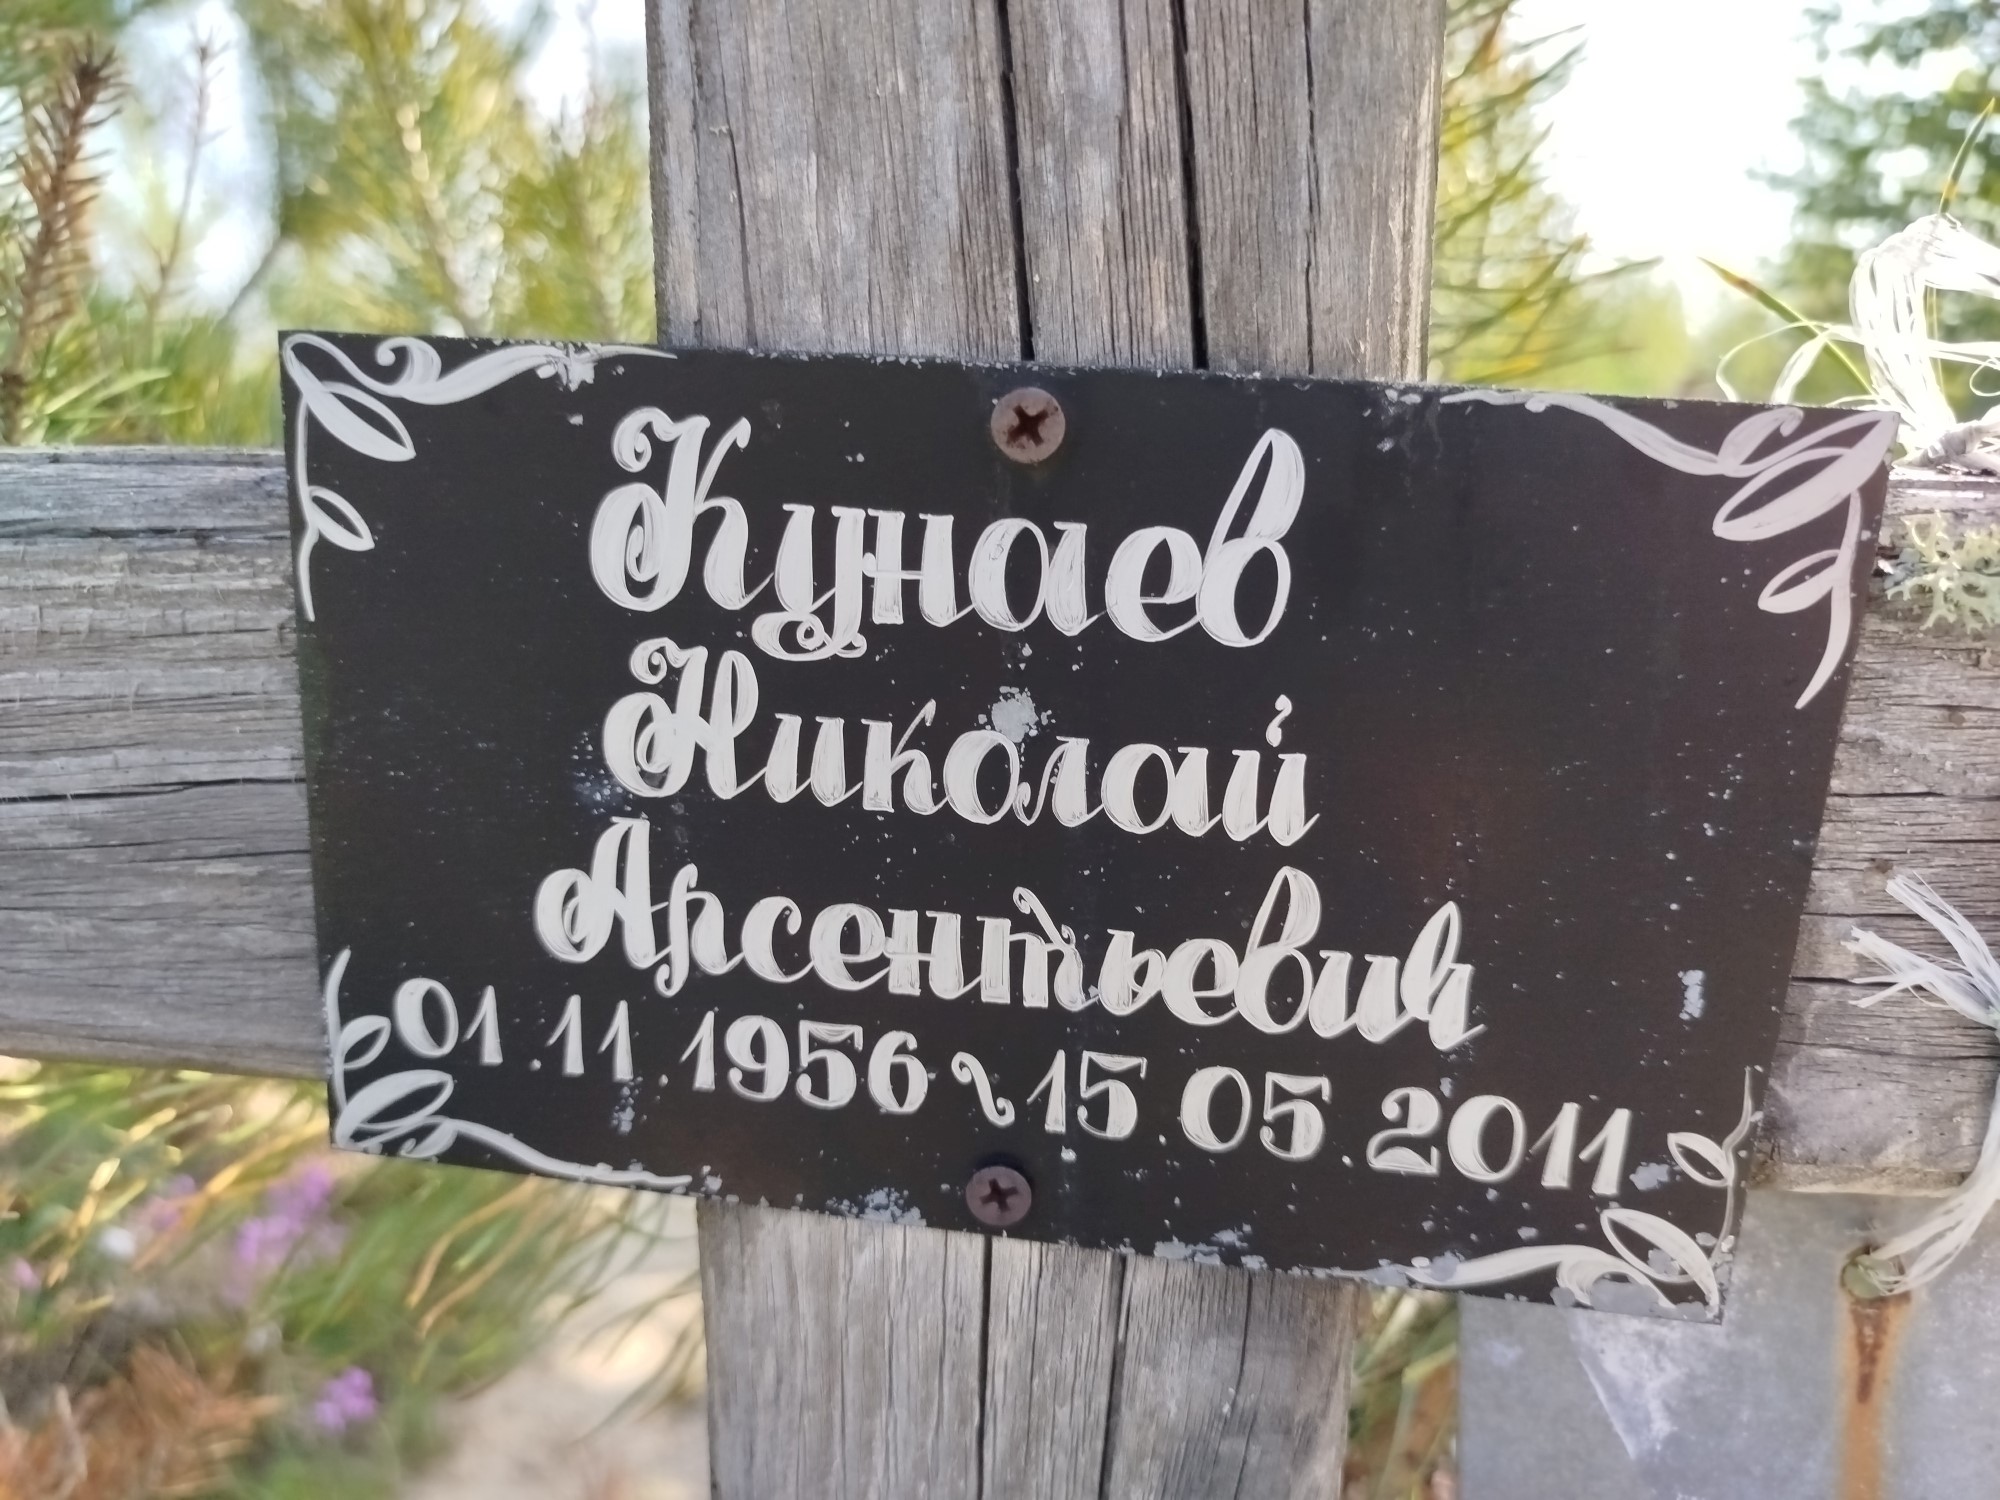 Кунаев
Николай
Арсентьевич
01.11.1956 ~ 15.05.2011